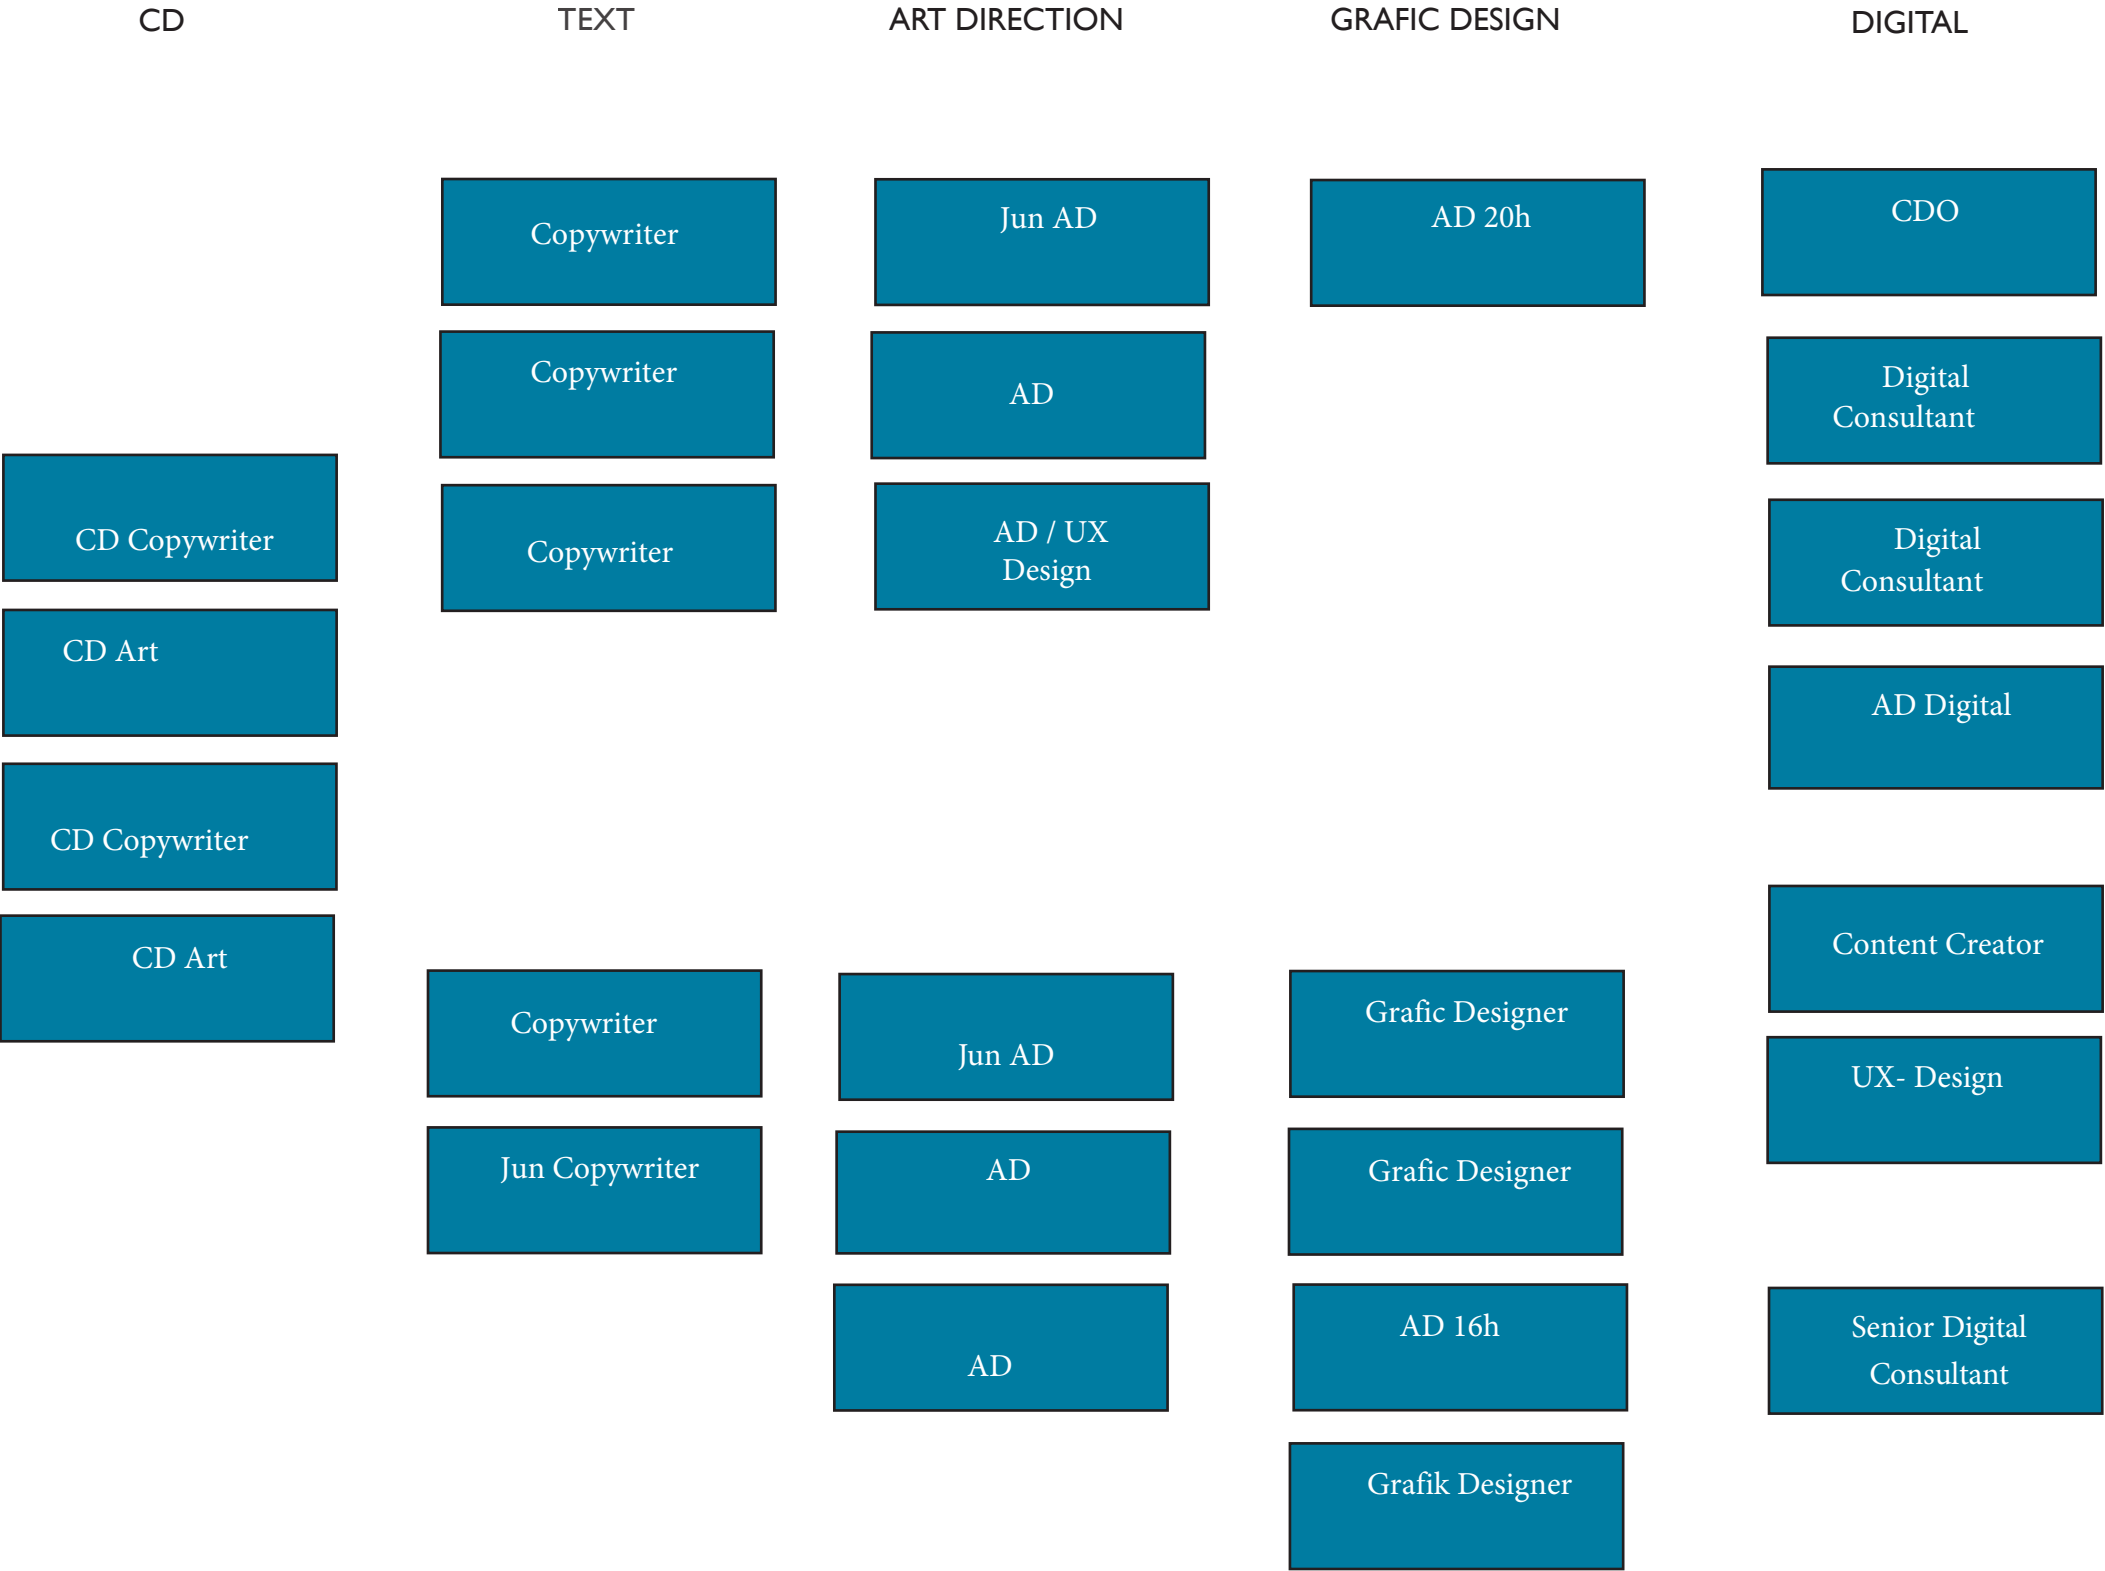 CD
TEXT
ART DIRECTION
GRAFIC DESIGN
DIGITAL
CD Copywriter
CD Art
CD Copywriter
CD Art
Copywriter
Copywriter
Copywriter
Copywriter
Jun Copywriter
Jun AD
AD
AD / UX
Design
Jun AD
AD
AD
AD 20h
Grafic Designer
Grafic Designer
AD 16h
Grafik Designer
CDO
Digital
Consultant
Digital
Consultant
AD Digital
Content Creator
UX- Design
Senior Digital
Consultant